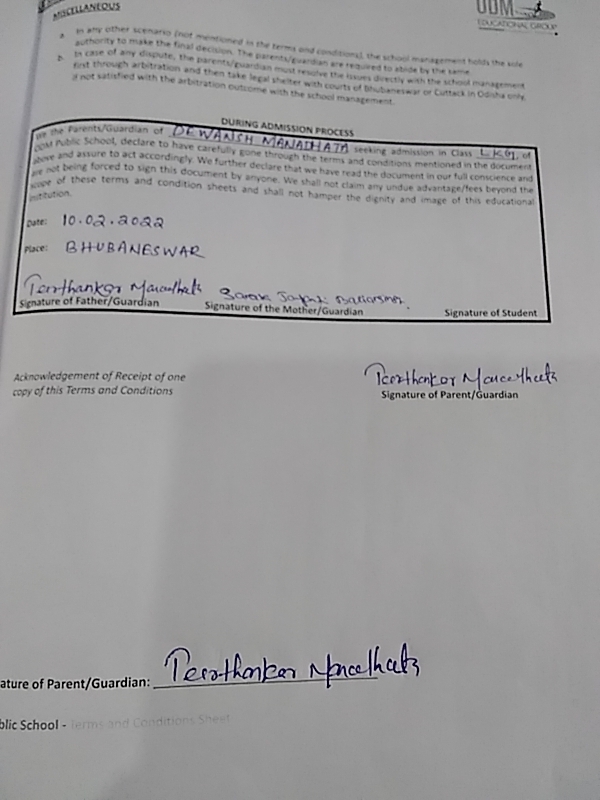 MISCELLANEOUS
ODM
EDUCATIONAL GROUP
a. In any other scenario (not mentioned in the terms and conditions), the school management holds the sole
authority to make the final decision. The parents/guardian are required to abide by the same.
b. In case of any dispute, the parents/guardian must resolve the issues directly with the school management
first through arbitration and then take legal shelter with courts of Bhubaneswar or Cuttack in Odisha only,
if not satisfied with the arbitration outcome with the school management.
DURING ADMISSION PROCESS
We the Parents/Guardian of DEWANSH MANADHATA seeking admission in Class LKG, of
ODM Public School, declare to have carefully gone through the terms and conditions mentioned in the document
above and assure to act accordingly. We further declare that we have read the document in our full conscience and
are not being forced to sign this document by anyone. We shall not claim any undue advantage/fees beyond the
scope of these terms and condition sheets and shall not hamper the dignity and image of this educational
institution.
Date: 10.02.2022
Place: BHUBANESWAR
Teerthankar Manadhata
Signature of Father/Guardian Signature of the Mother/Guardian Signature of Student
Acknowledgement of Receipt of one
copy of this Terms and Conditions
Teerthankar Manadhata
Signature of Parent/Guardian
ature of Parent/Guardian: Teerthankar Manadhata
blic School - Terms and Conditions Sheet